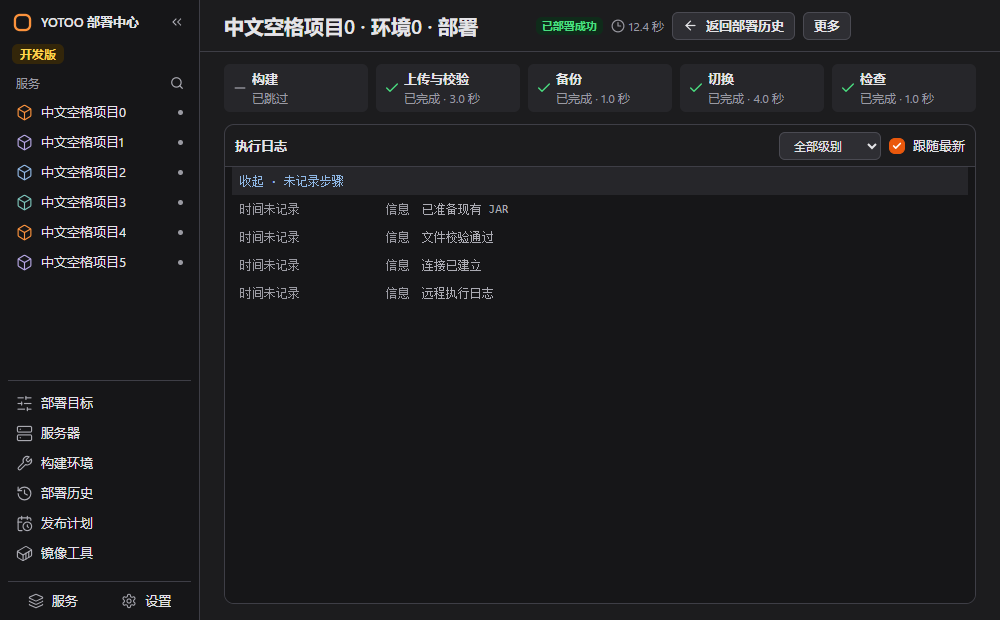 YOTOO 部署中心
开发版
服务
中文空格项目0
中文空格项目1
中文空格项目2
中文空格项目3
中文空格项目4
中文空格项目5
部署目标
服务器
构建环境
部署历史
发布计划
镜像工具
服务 设置
中文空格项目0 · 环境0 · 部署 已部署成功 12.4 秒 返回部署历史 更多
构建
已跳过
上传与校验
已完成 · 3.0 秒
备份
已完成 · 1.0 秒
切换
已完成 · 4.0 秒
检查
已完成 · 1.0 秒
执行日志 全部级别 跟随最新
收起 · 未记录步骤
时间未记录 信息 已准备现有 JAR
时间未记录 信息 文件校验通过
时间未记录 信息 连接已建立
时间未记录 信息 远程执行日志